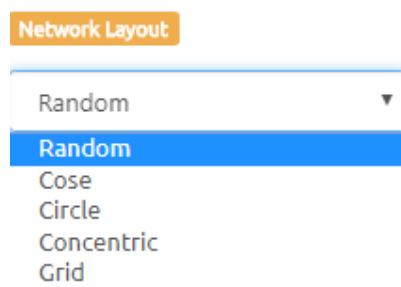 Network Layout
Random
Random
Cose
Circle
Concentric
Grid